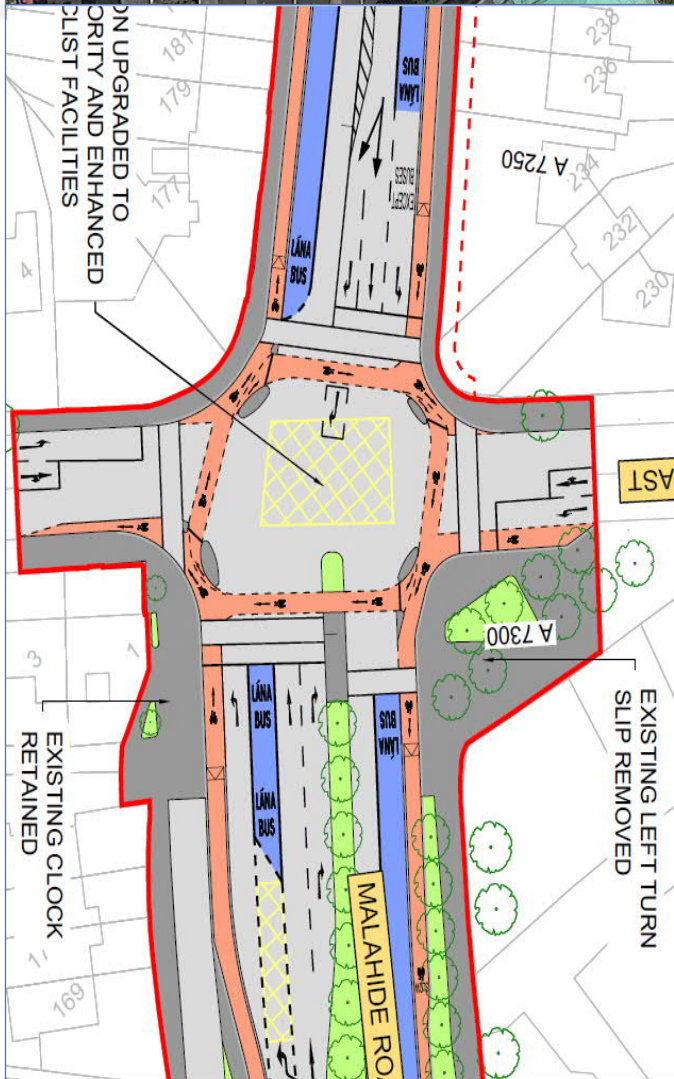 ON UPGRADED TO
ORITY AND ENHANCED
CLIST FACILITIES
181
179
177
4
LÁNA
BUS
LÁNA
BUS
EXCEPT
BUSES
A 7250
238
236
234
232
230
AST
A 7300
EXISTING LEFT TURN
SLIP REMOVED
3
1
LÁNA
BUS
LÁNA
BUS
LÁNA
BUS
MALAHIDE RO
EXISTING CLOCK
RETAINED
169